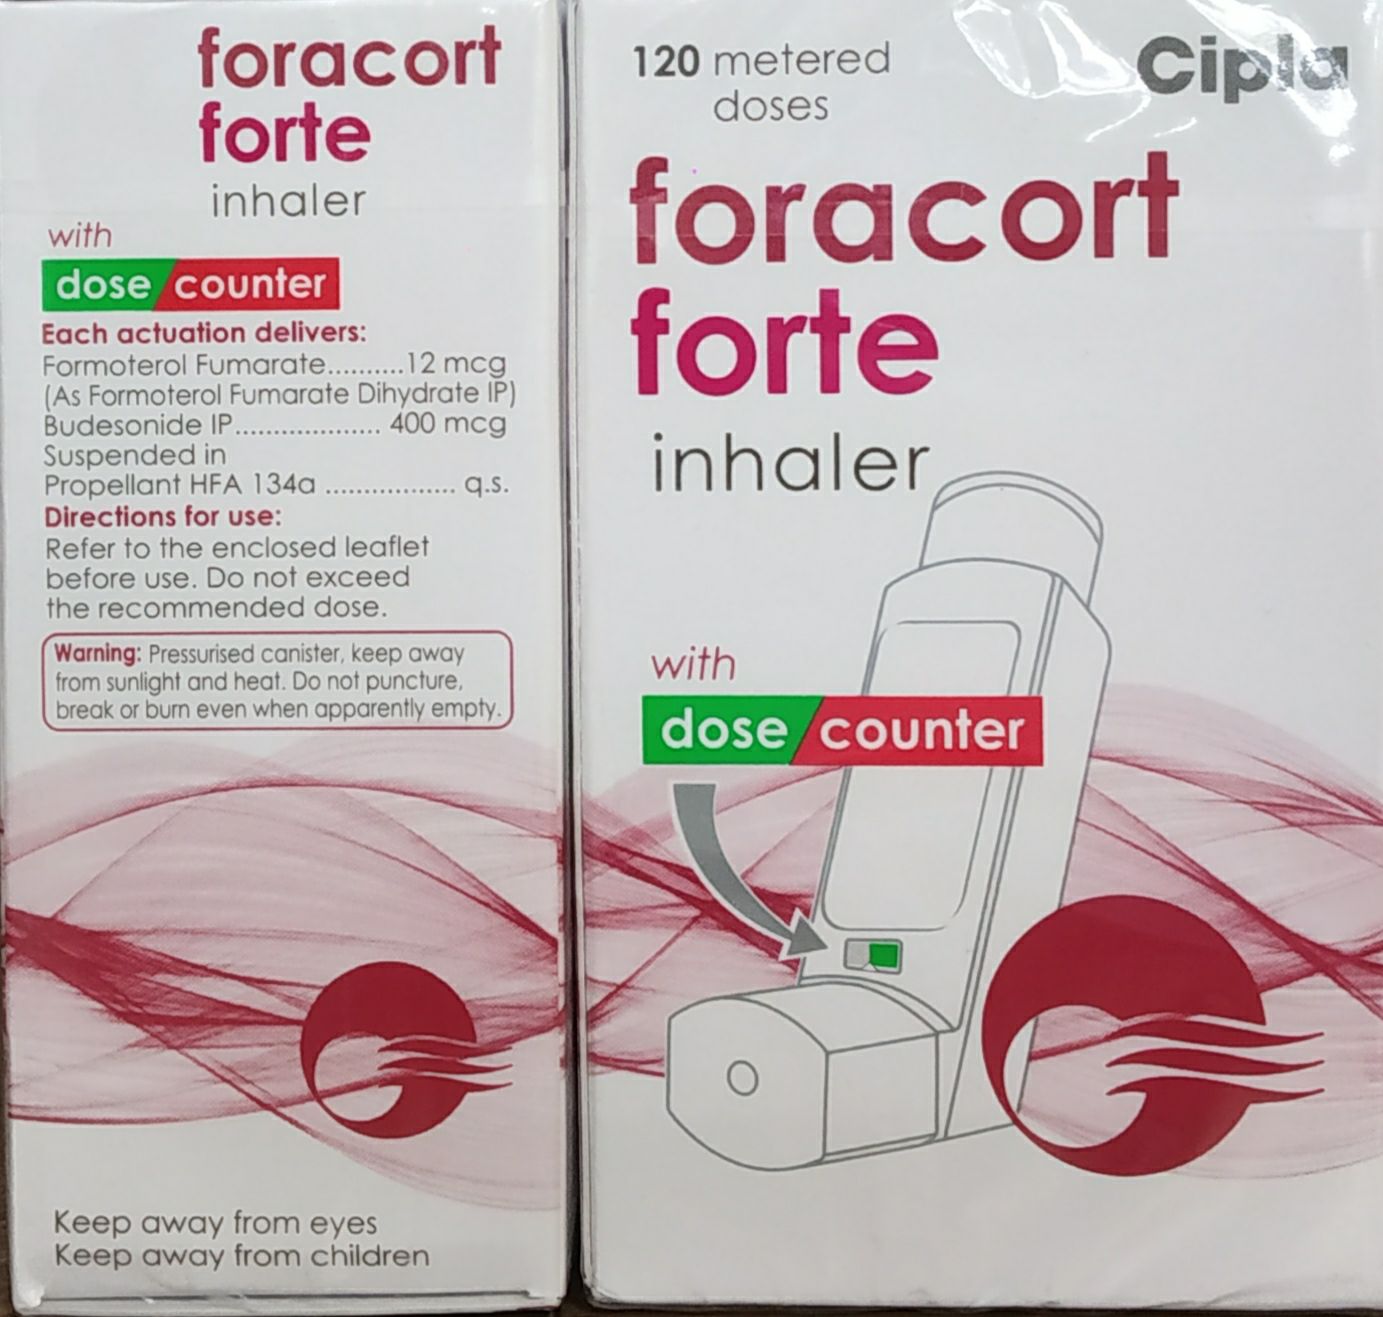 foracort
forte
inhaler
with
dose counter
Each actuation delivers:
Formoterol Fumarate..........12 mcg
(As Formoterol Fumarate Dihydrate IP)
Budesonide IP................... 400 mcg
Suspended in
Propellant HFA 134a ................. q.s.
Directions for use:
Refer to the enclosed leaflet
before use. Do not exceed
the recommended dose.
Warning: Pressurised canister, keep away
from sunlight and heat. Do not puncture,
break or burn even when apparently empty.
Keep away from eyes
Keep away from children
120 metered
doses
Cipla
foracort
forte
inhaler
with
dose counter